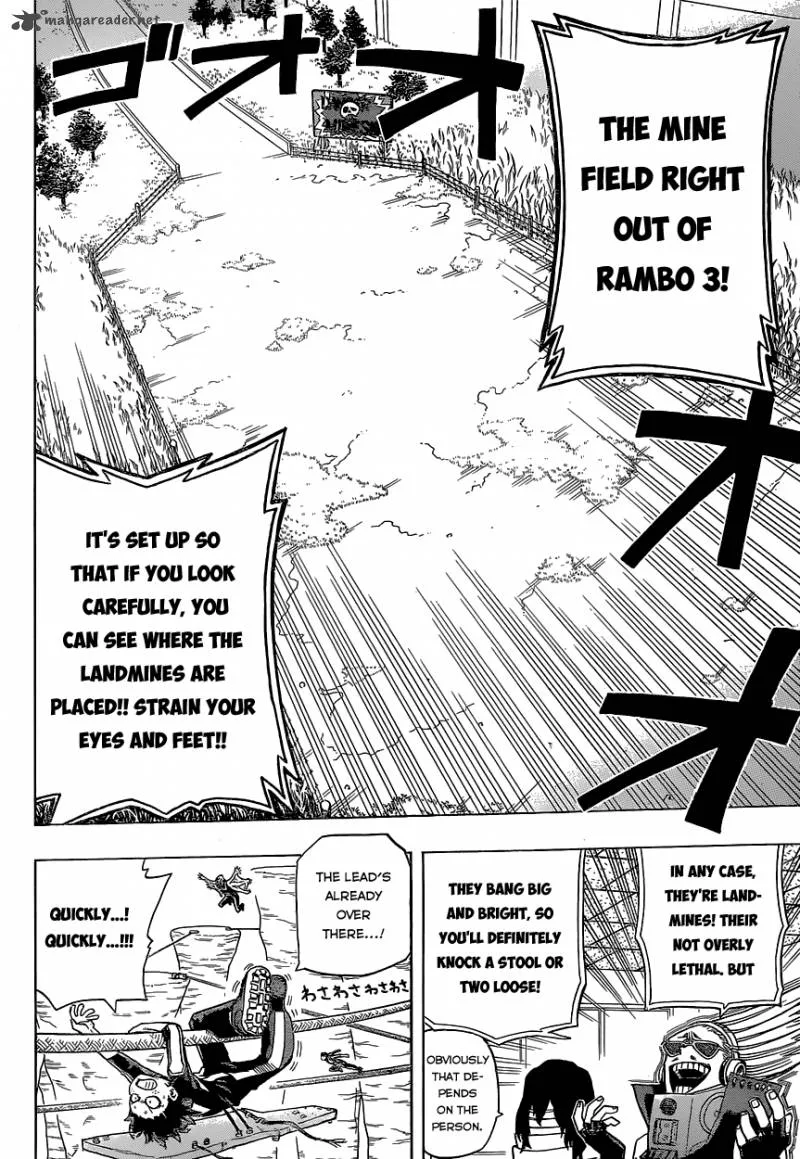 mangareader.net
ゴオオオオ
THE MINE
FIELD RIGHT
OUT OF
RAMBO 3!
IT'S SET UP SO
THAT IF YOU LOOK
CAREFULLY, YOU
CAN SEE WHERE THE
LANDMINES ARE
PLACED!! STRAIN YOUR
EYES AND FEET!!
IN ANY CASE,
THEY'RE LAND-
MINES! THEIR
NOT OVERLY
LETHAL. BUT
THEY BANG BIG
AND BRIGHT, SO
YOU'LL DEFINITELY
KNOCK A STOOL OR
TWO LOOSE!
OBVIOUSLY
THAT DE-
PENDS
ON THE
PERSON.
THE LEAD'S
ALREADY
OVER
THERE...!
わさわさわさわさ
QUICKLY...!
QUICKLY...!!!